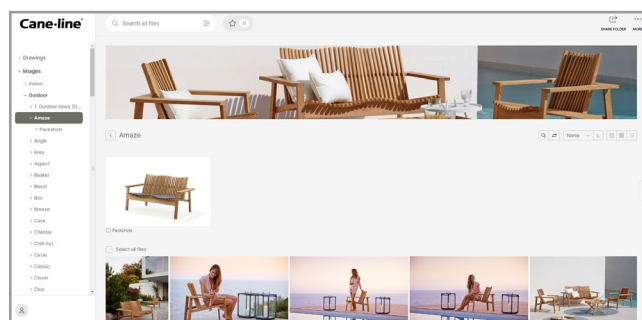 Cane-line
Search all files
0
SHARE FOLDER
MORE
Drawings
Images
Indoor
Outdoor
1. Outdoor news 20...
Amaze
Packshots
Angle
Area
Aspect
Basket
Blend
Box
Breeze
Cave
Chester
Chill-out
Circle
Classic
Clover
Club
Amaze
Name
Packshots
Select all files